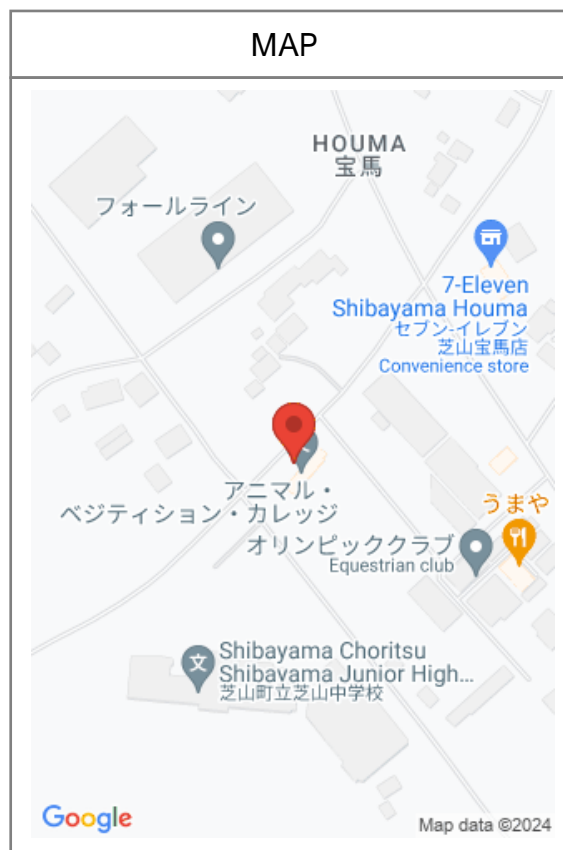 MAP
HOUMA
宝馬
フォールライン
7-Eleven
Shibayama Houma
セブン-イレブン
芝山宝馬店
Convenience store
アニマル・
ベジティション・カレッジ
うまや
オリンピッククラブ
Equestrian club
文
Shibayama Choritsu
Shibayama Junior High...
芝山町立芝山中学校
Google
Map data ©2024